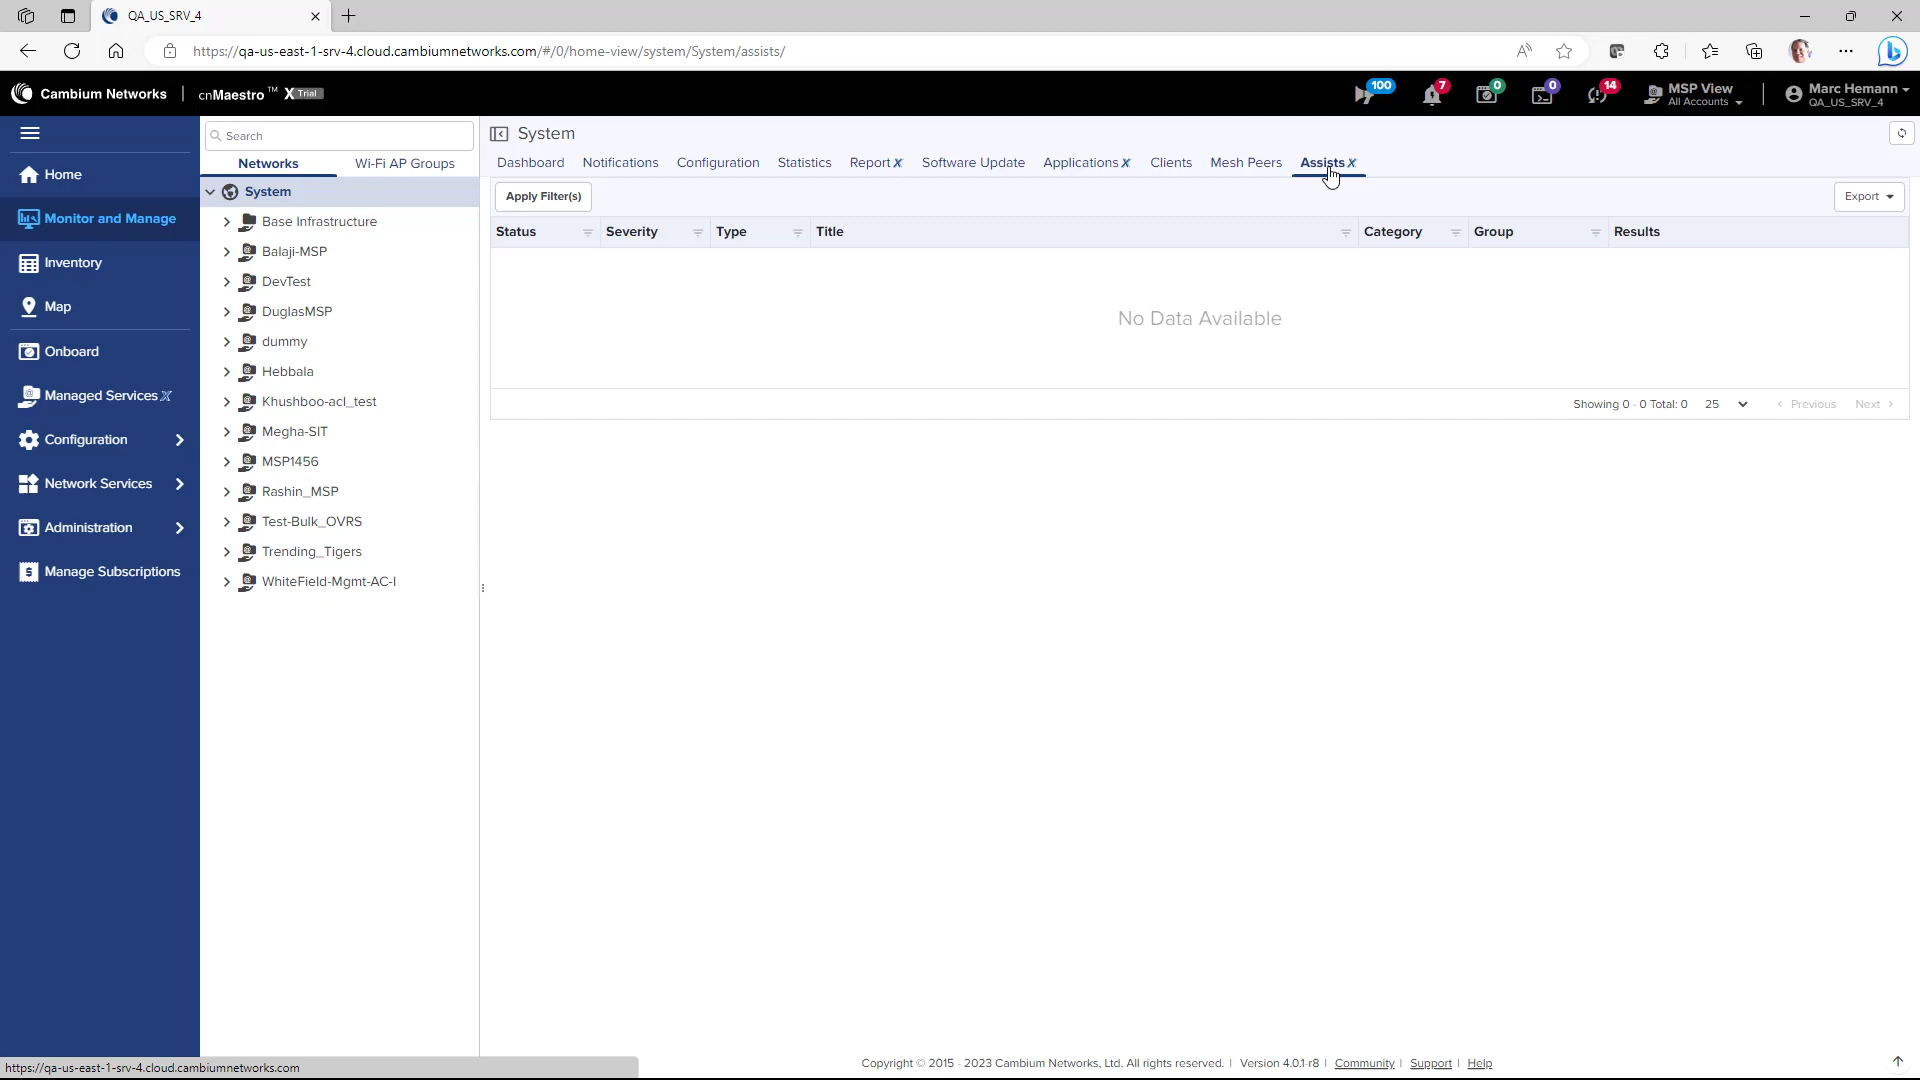 QA_US_SRV_4
https://qa-us-east-1-srv-4.cloud.cambiumnetworks.com/#/0/home-view/system/System/assists/
Cambium Networks | cnMaestro™ X Trial
100 7 0 0 14 MSP View All Accounts Marc Hemann QA_US_SRV_4
Home
Monitor and Manage
Inventory
Map
Onboard
Managed Services X
Configuration
Network Services
Administration
Manage Subscriptions
Search
Networks Wi-Fi AP Groups
System
Base Infrastructure
Balaji-MSP
DevTest
DuglasMSP
dummy
Hebbala
Khushboo-acl_test
Megha-SIT
MSP1456
Rashin_MSP
Test-Bulk_OVRS
Trending_Tigers
WhiteField-Mgmt-AC-I
System
Dashboard Notifications Configuration Statistics Report X Software Update Applications X Clients Mesh Peers Assists X
Apply Filter(s) Export
Status Severity Type Title Category Group Results
No Data Available
Showing 0 - 0 Total: 0 25 < Previous Next >
Copyright © 2015 - 2023 Cambium Networks, Ltd. All rights reserved. | Version 4.0.1-r8 | Community | Support | Help
https://qa-us-east-1-srv-4.cloud.cambiumnetworks.com